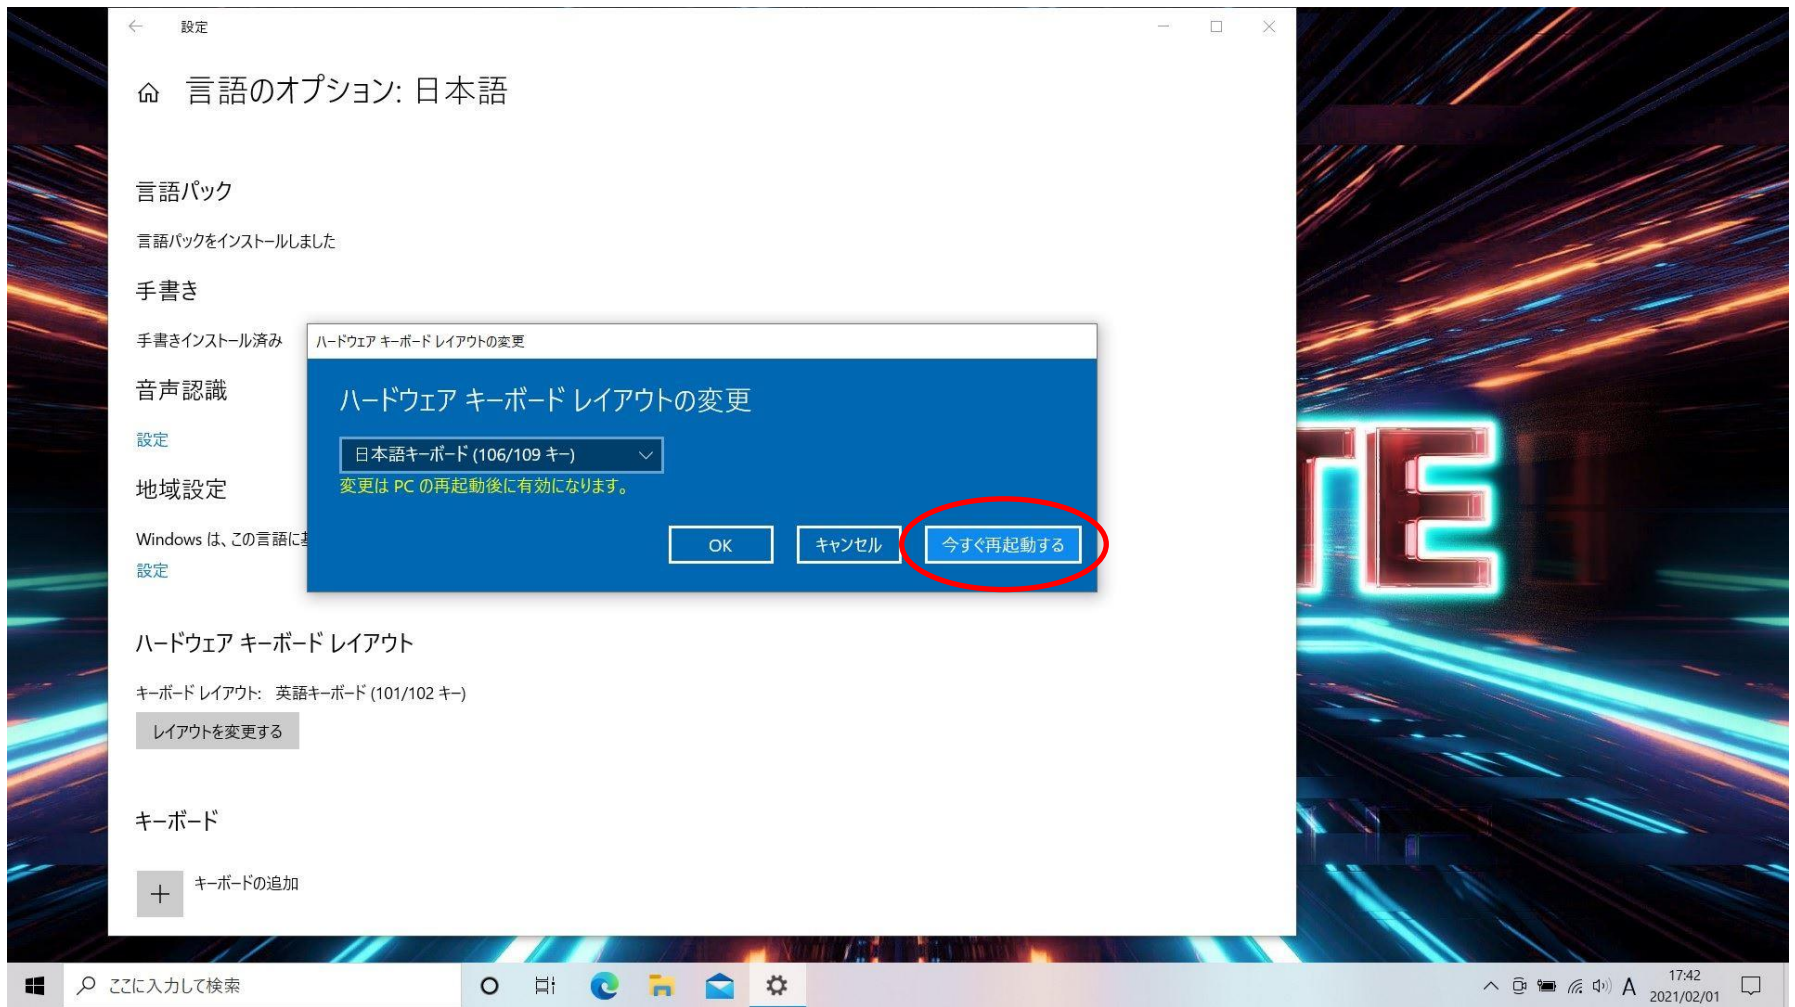 設定
言語のオプション: 日本語
言語パック
言語パックをインストールしました
手書き
手書きインストール済み
音声認識
設定
地域設定
Windows は、この言語に
設定
ハードウェア キーボード レイアウトの変更
ハードウェア キーボード レイアウトの変更
日本語キーボード (106/109 キー)
変更は PC の再起動後に有効になります。
OK
キャンセル
今すぐ再起動する
ハードウェア キーボード レイアウト
キーボード レイアウト: 英語キーボード (101/102 キー)
レイアウトを変更する
キーボード
キーボードの追加
TE
ここに入力して検索
A
17:42
2021/02/01